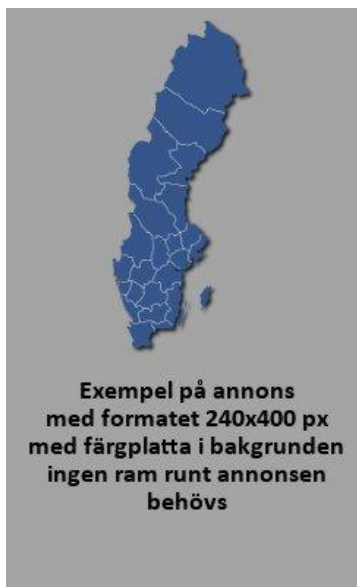 Exempel på annons
med formatet 240x400 px
med färgplatta i bakgrunden
ingen ram runt annonsen
behövs